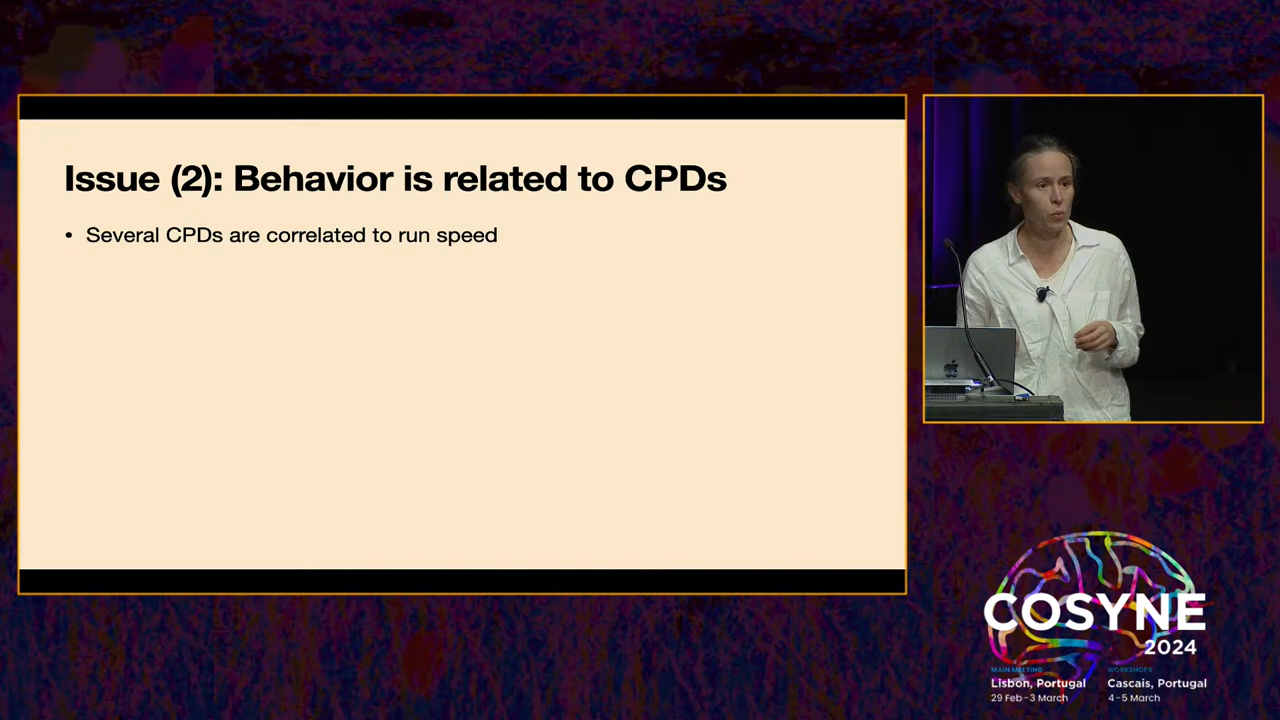 Issue (2): Behavior is related to CPDs
• Several CPDs are correlated to run speed
COSYNE
2024
MAIN MEETING
Lisbon, Portugal
29 Feb-3 March
WORKSHOPS
Cascais, Portugal
4-5 March